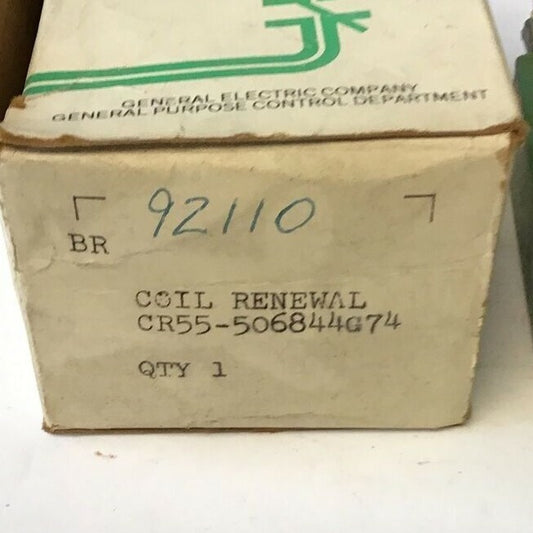 GENERAL ELECTRIC COMPANY
GENERAL PURPOSE CONTROL DEPARTMENT
92110
BR
COIL RENEWAL
CR55-506844G74
QTY 1